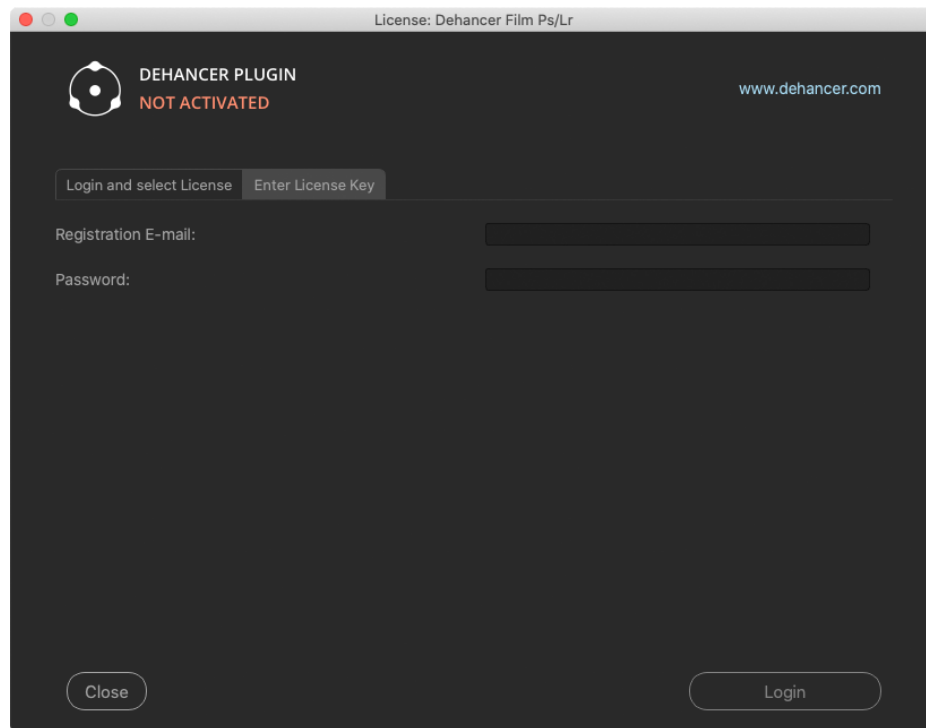 License: Dehancer Film Ps/Lr
DEHANCER PLUGIN
NOT ACTIVATED
www.dehancer.com
Login and select License
Enter License Key
Registration E-mail:
Password:
Close
Login